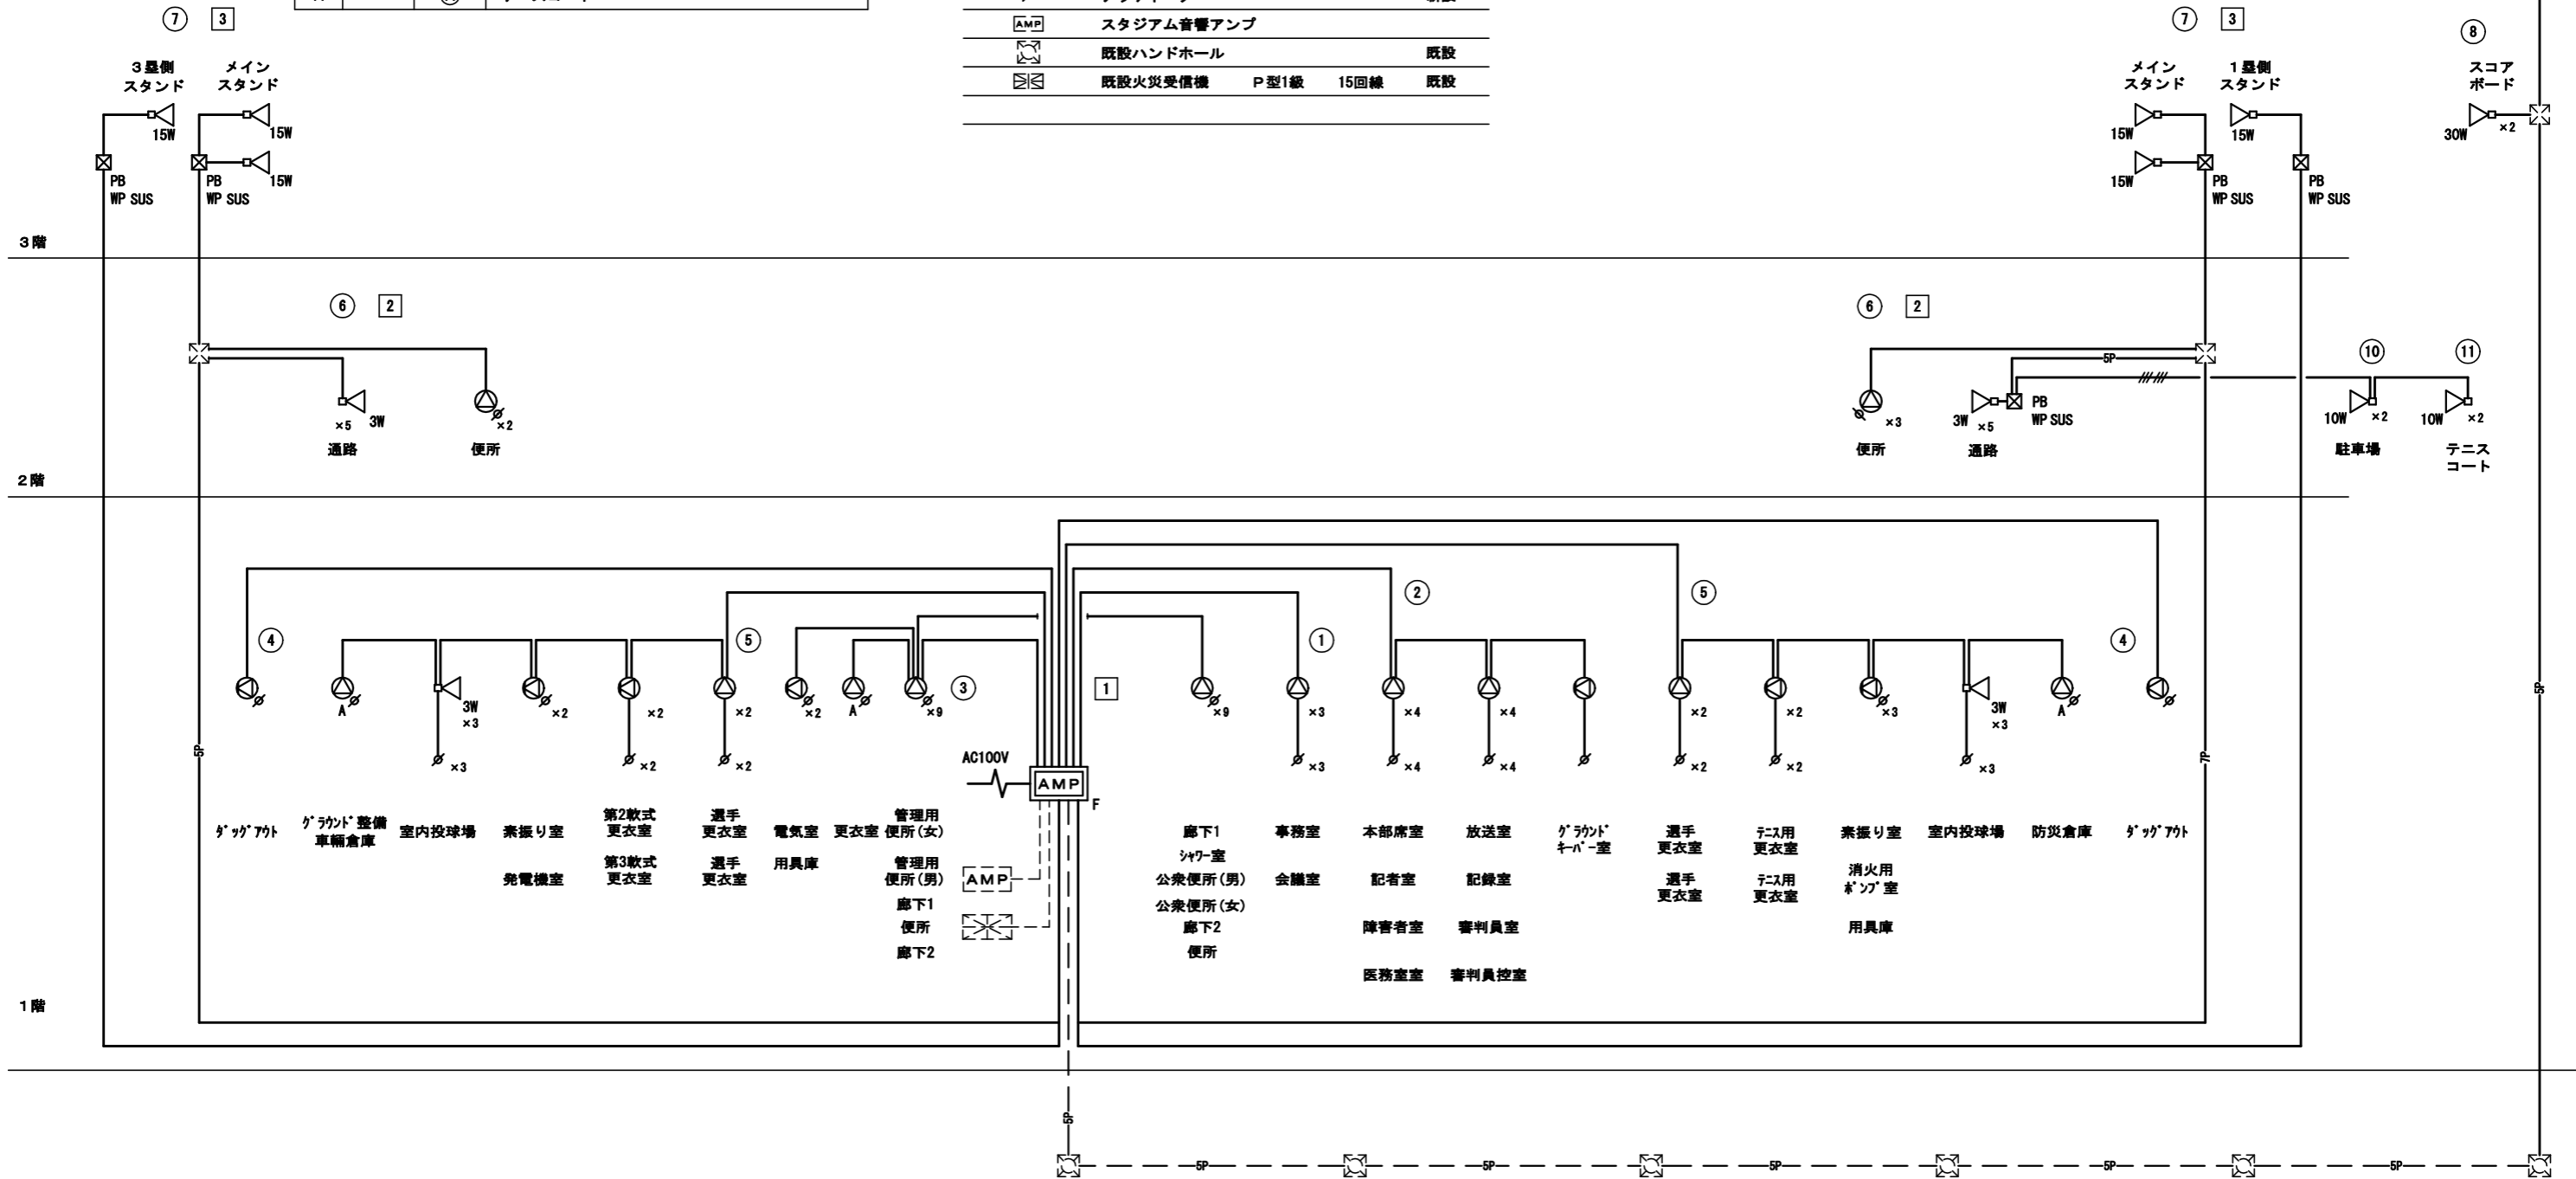 AMP スタジアム音響アンプ
既設ハンドホール 既設
既設火災受信機 P型1級 15回線 既設
⑦ 3
3塁側
スタンド
メイン
スタンド
15W
15W
15W
PB
WP SUS
PB
WP SUS
⑦ 3
メイン
スタンド
1塁側
スタンド
15W
15W
15W
PB
WP SUS
PB
WP SUS
⑧
スコア
ボード
30W ×2
3階
⑥ 2
×5 3W
通路
×2
便所
⑥ 2
5P
×3
便所
3W ×5
通路
PB
WP SUS
⑩
10W ×2
駐車場
⑪
10W ×2
テニス
コート
2階
④
⑤
③
1
①
②
⑤
④
A
3W
×3
×3
×2
×2
×2
×2
×2
×2
A
×9
×9
×3
×3
×4
×4
×4
×4
×2
×2
×2
×2
×3
3W
×3
×3
A
5P
7P
5P
AC100V
AMP
F
ダッグアウト
グラウンド整備
車輛倉庫
室内投球場
素振り室
発電機室
第2軟式
更衣室
第3軟式
更衣室
選手
更衣室
選手
更衣室
電気室
用具庫
更衣室
管理用
便所(女)
管理用
便所(男)
廊下1
便所
廊下2
AMP
廊下1
シャワー室
公衆便所(男)
公衆便所(女)
廊下2
便所
事務室
会議室
本部席室
記者室
障害者室
医務室室
放送室
記録室
審判員室
審判員控室
グラウンド
キーパー室
選手
更衣室
選手
更衣室
テニス用
更衣室
テニス用
更衣室
素振り室
消火用
ポンプ室
用具庫
室内投球場
防災倉庫
ダッグアウト
1階
5P
5P
5P
5P
5P
5P